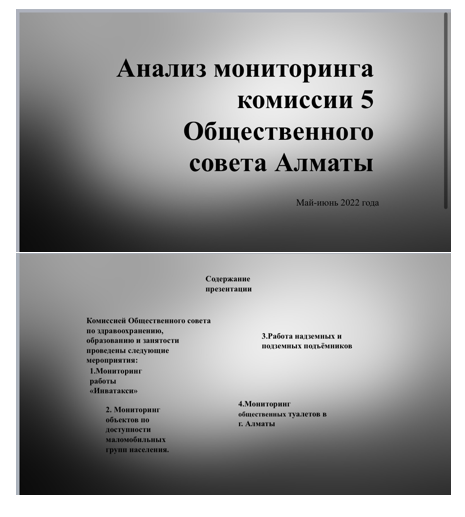 Анализ мониторинга
комиссии 5
Общественного
совета Алматы
Май-июнь 2022 года
Содержание
презентации
Комиссией Общественного совета
по здравоохранению,
образованию и занятости
проведены следующие
мероприятия:
1.Мониторинг
работы
«Инватакси»
2. Мониторинг
объектов по
доступности
маломобильных
групп населения.
3.Работа надземных и
подземных подъёмников
4.Мониторинг
общественных туалетов в
г. Алматы